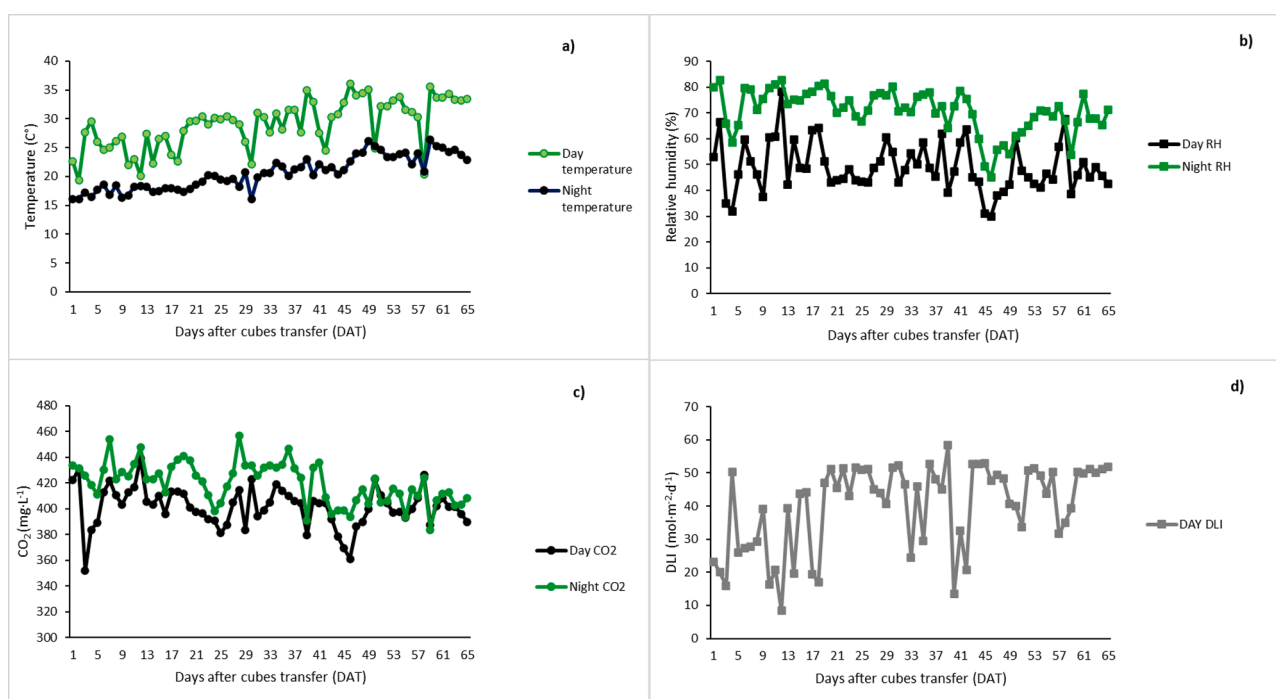 a)
Temperature (C°)
40
35
30
25
20
15
10
5
0
1 5 9 13 17 21 25 29 33 37 41 45 49 53 57 61 65
Days after cubes transfer (DAT)
Day
temperature
Night
temperature
b)
Relative humidity (%)
90
80
70
60
50
40
30
20
10
0
1 5 9 13 17 21 25 29 33 37 41 45 49 53 57 61 65
Days after cubes transfer (DAT)
Day RH
Night RH
c)
CO2 (mg·L-1)
480
460
440
420
400
380
360
340
320
300
1 5 9 13 17 21 25 29 33 37 41 45 49 53 57 61 65
Days after cubes transfer (DAT)
Day CO2
Night CO2
d)
DLI (mol·m-2·d-1)
70
60
50
40
30
20
10
0
1 5 9 13 17 21 25 29 33 37 41 45 49 53 57 61 65
Days after cubes transfer (DAT)
DAY DLI